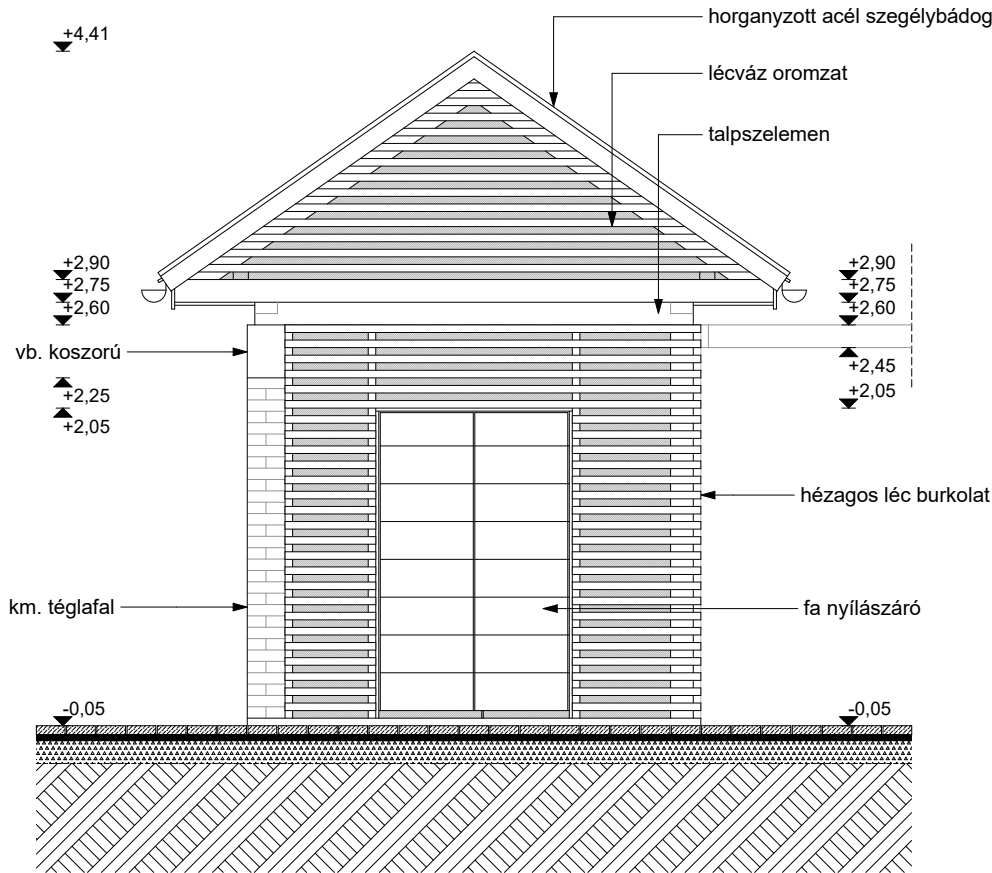 horganyzott acél szegélybádog
+4,41
lécváz oromzat
talpszelemen
+2,90
+2,75
+2,60
+2,90
+2,75
+2,60
vb. koszorú
+2,45
+2,25
+2,05
+2,05
hézagos léc burkolat
km. téglafal
fa nyílászáró
-0,05
-0,05